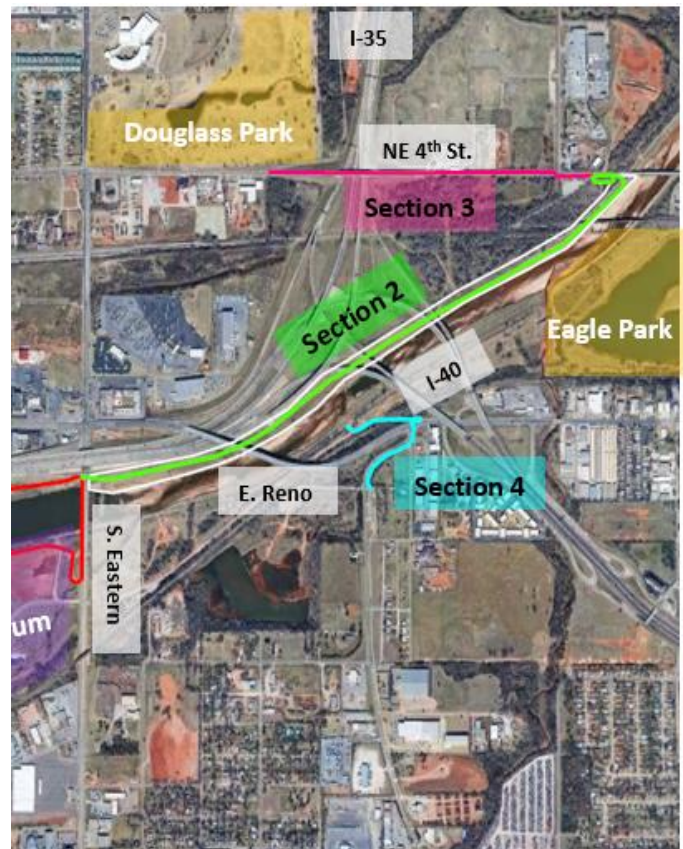 I-35
Douglass Park
NE 4th St.
Section 3
Section 2
Eagle Park
I-40
E. Reno
Section 4
S. Eastern
um